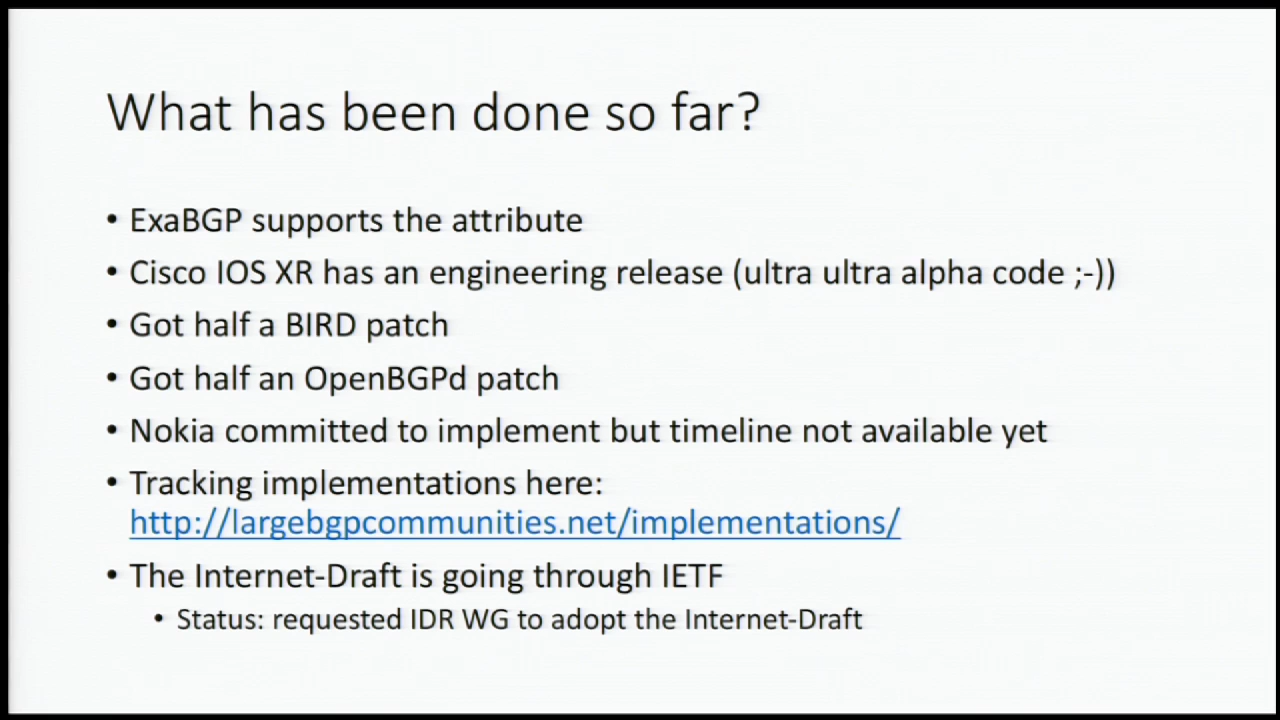 What has been done so far?
• ExaBGP supports the attribute
• Cisco IOS XR has an engineering release (ultra ultra alpha code ;-))
• Got half a BIRD patch
• Got half an OpenBGPd patch
• Nokia committed to implement but timeline not available yet
• Tracking implementations here:
http://largebgpcommunities.net/implementations/
• The Internet-Draft is going through IETF
• Status: requested IDR WG to adopt the Internet-Draft